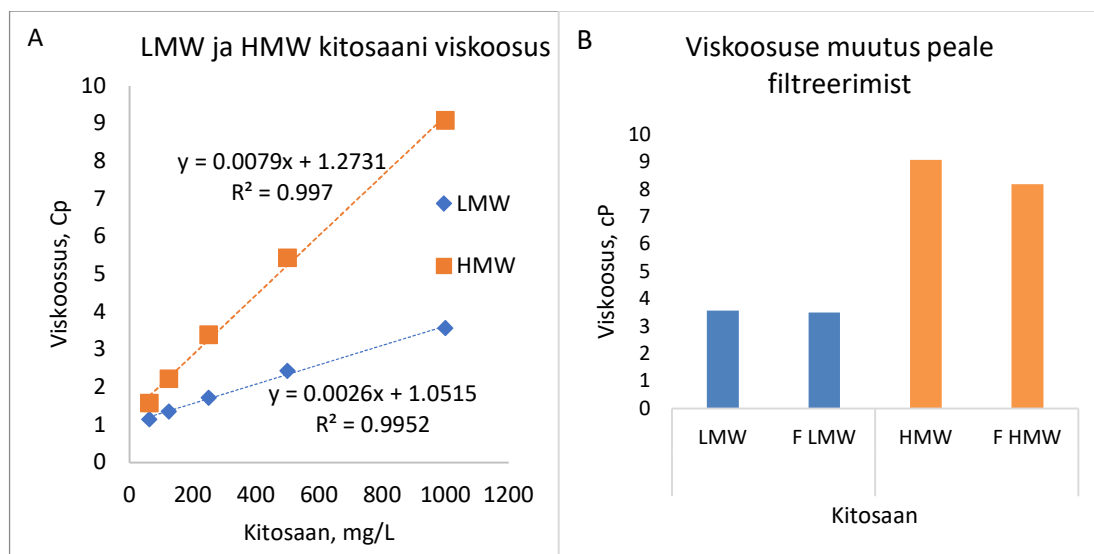 A
LMW ja HMW kitosaani viskoosus
10
9
8
7
6
5
4
3
2
1
0
Viskoossus, Cp
y = 0.0079x + 1.2731
R² = 0.997
LMW
HMW
y = 0.0026x + 1.0515
R² = 0.9952
0 200 400 600 800 1000 1200
Kitosaan, mg/L
B
Viskoosuse muutus peale
filtreerimist
10
9
8
7
6
5
4
3
2
1
0
Viskoosus, cP
LMW F LMW HMW F HMW
Kitosaan